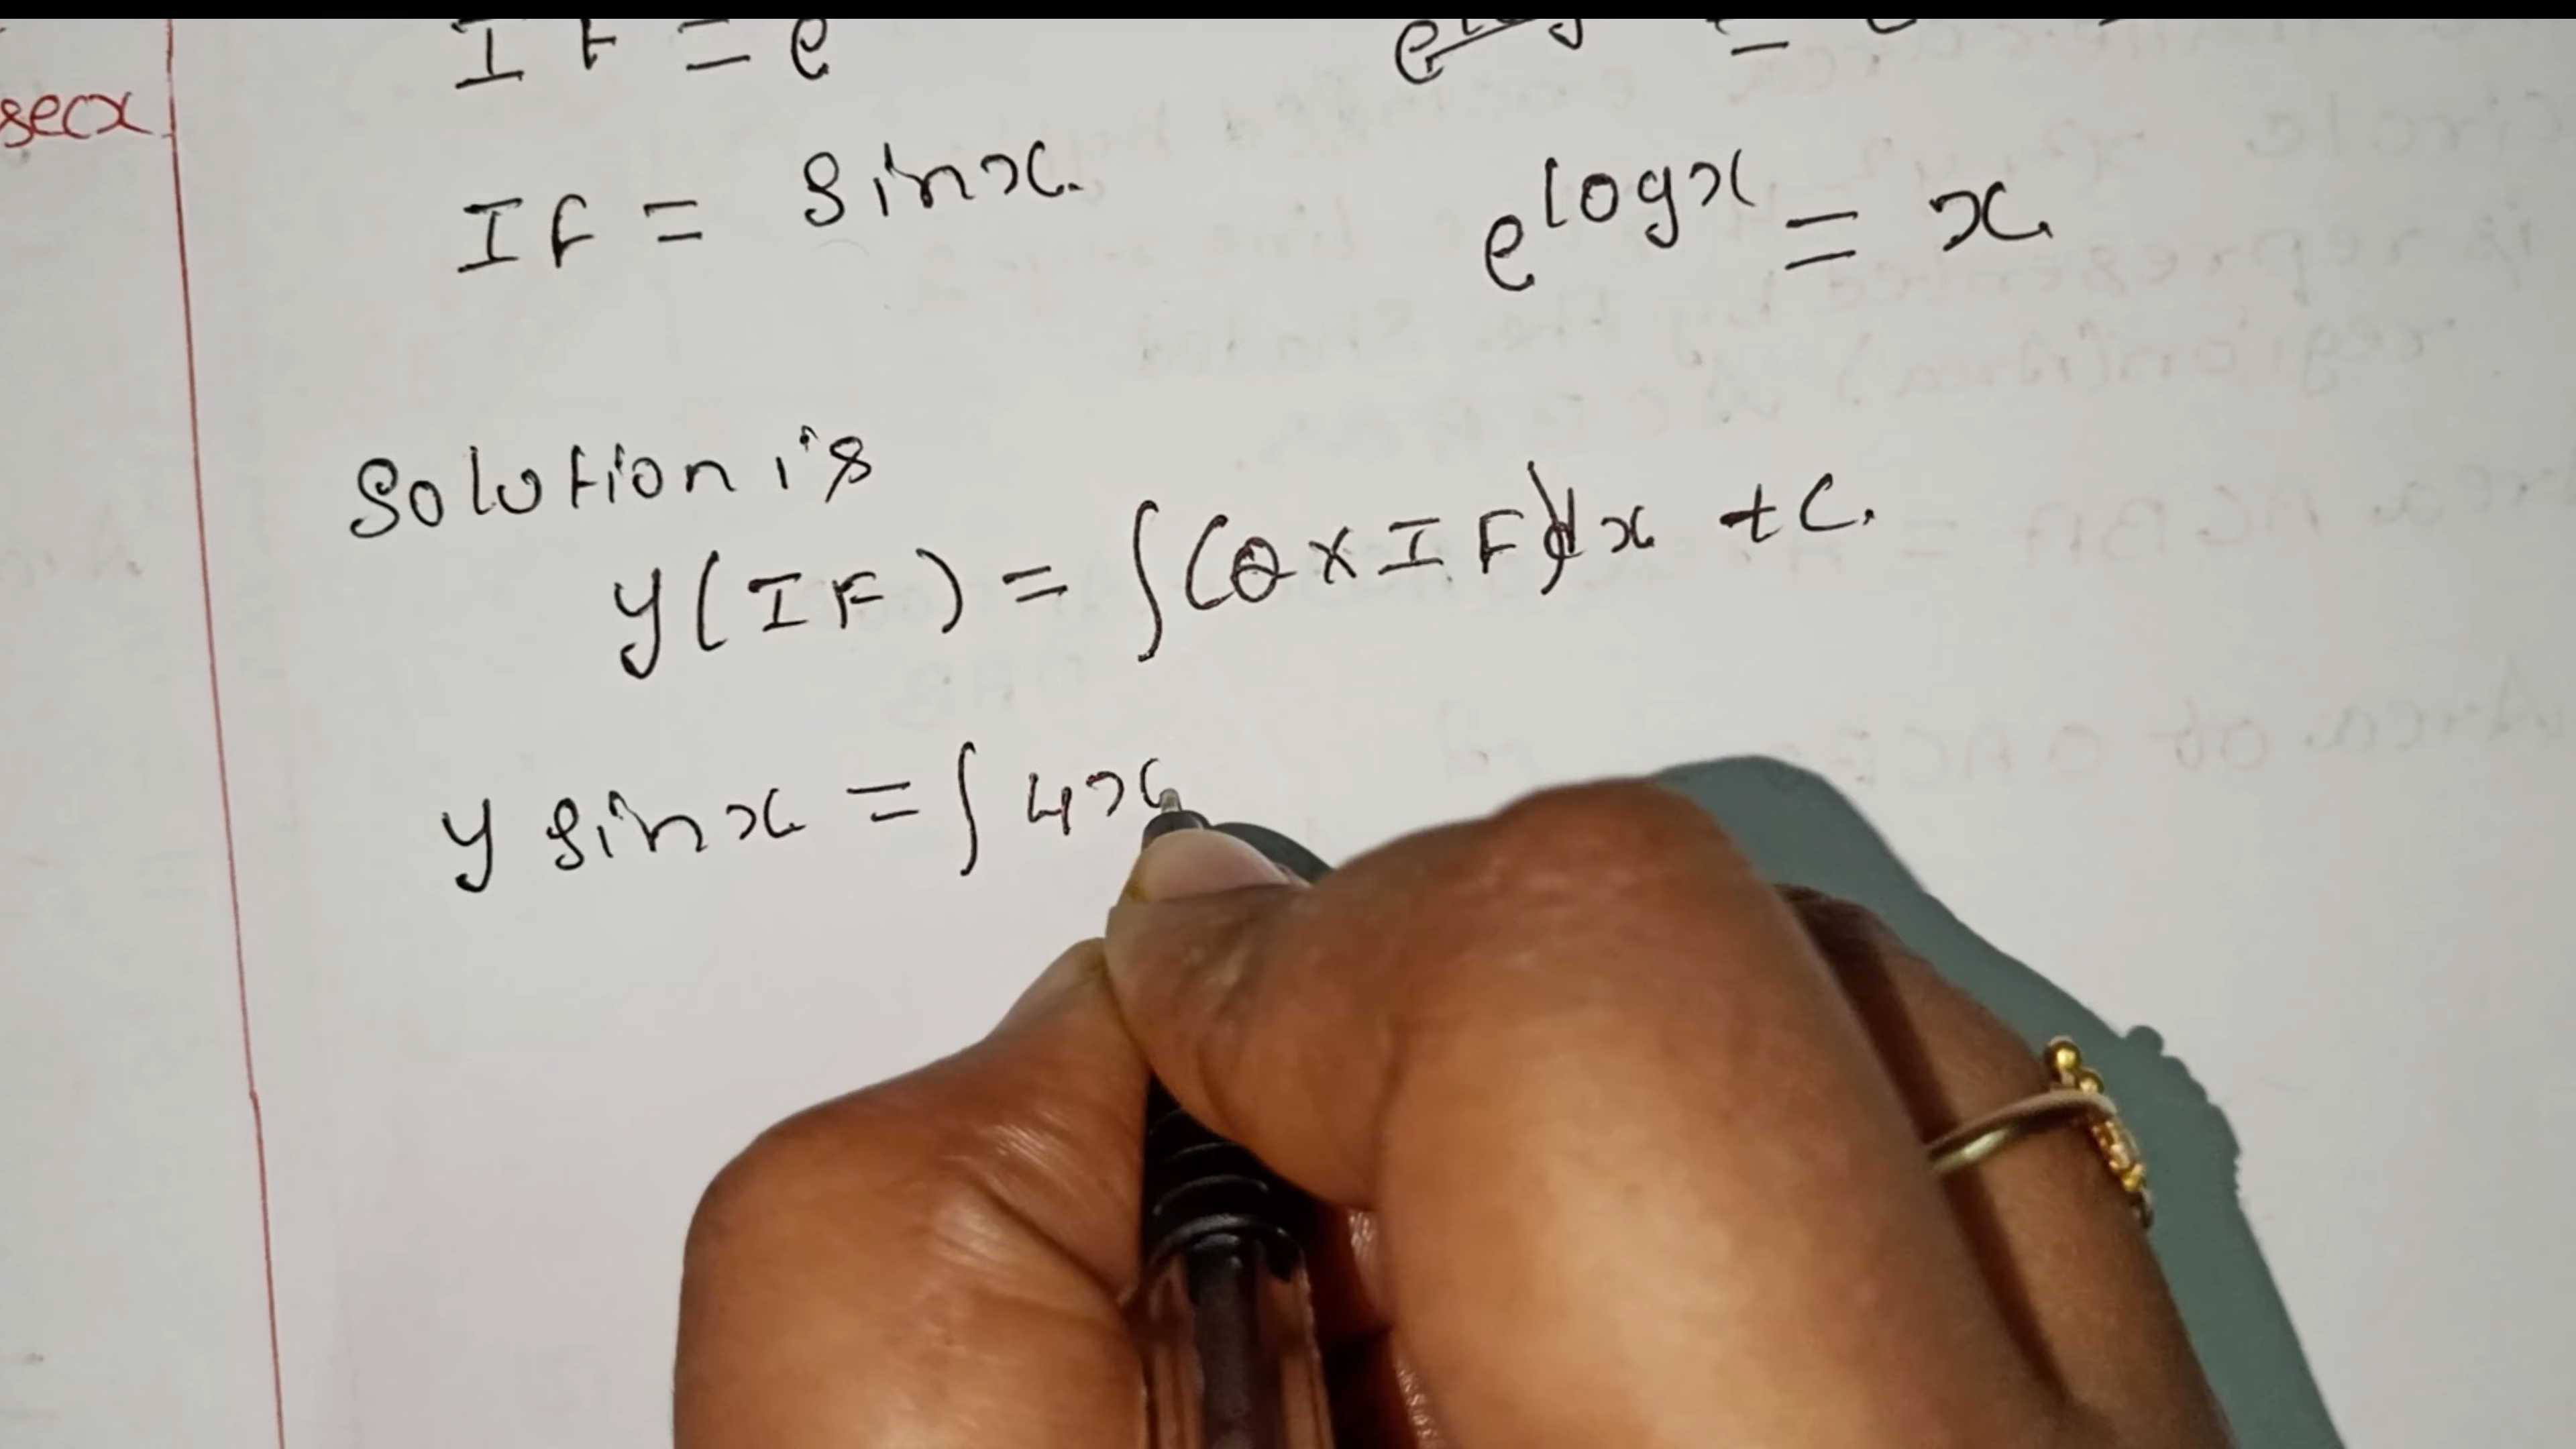 IF = e
secx
IF = sinx.
e^logx = x.
Solution is
y(IF) = ∫(Q×IF)dx + C.
y sinx = ∫ 4x